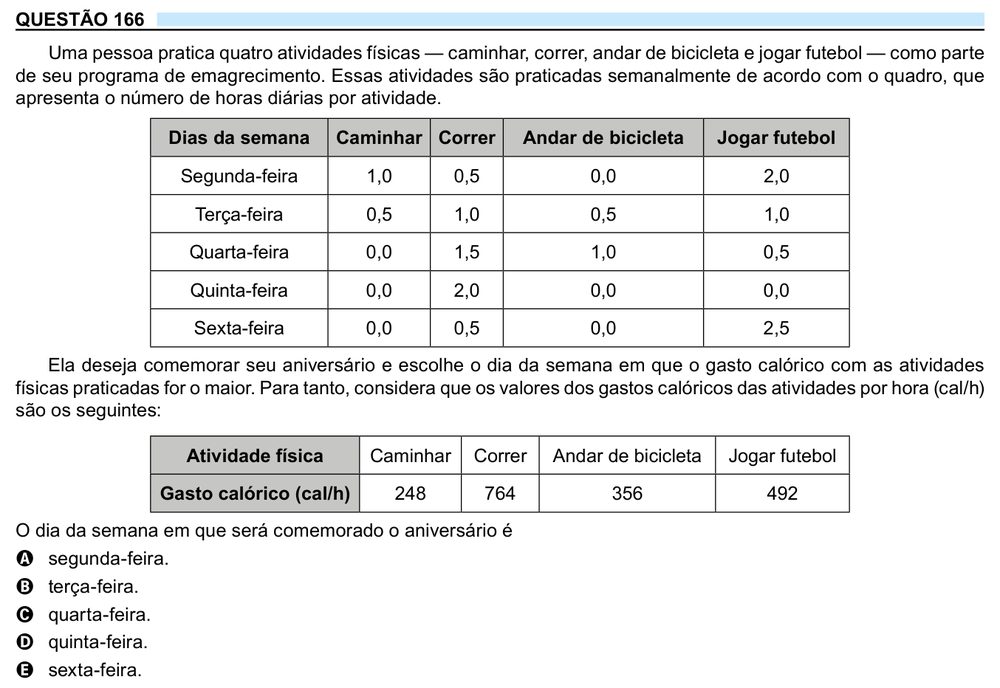 QUESTÃO 166
Uma pessoa pratica quatro atividades físicas — caminhar, correr, andar de bicicleta e jogar futebol — como parte
de seu programa de emagrecimento. Essas atividades são praticadas semanalmente de acordo com o quadro, que
apresenta o número de horas diárias por atividade.
Dias da semana Caminhar Correr Andar de bicicleta Jogar futebol
Segunda-feira 1,0 0,5 0,0 2,0
Terça-feira 0,5 1,0 0,5 1,0
Quarta-feira 0,0 1,5 1,0 0,5
Quinta-feira 0,0 2,0 0,0 0,0
Sexta-feira 0,0 0,5 0,0 2,5
Ela deseja comemorar seu aniversário e escolhe o dia da semana em que o gasto calórico com as atividades
físicas praticadas for o maior. Para tanto, considera que os valores dos gastos calóricos das atividades por hora (cal/h)
são os seguintes:
Atividade física Caminhar Correr Andar de bicicleta Jogar futebol
Gasto calórico (cal/h) 248 764 356 492
O dia da semana em que será comemorado o aniversário é
A segunda-feira.
B terça-feira.
C quarta-feira.
D quinta-feira.
E sexta-feira.